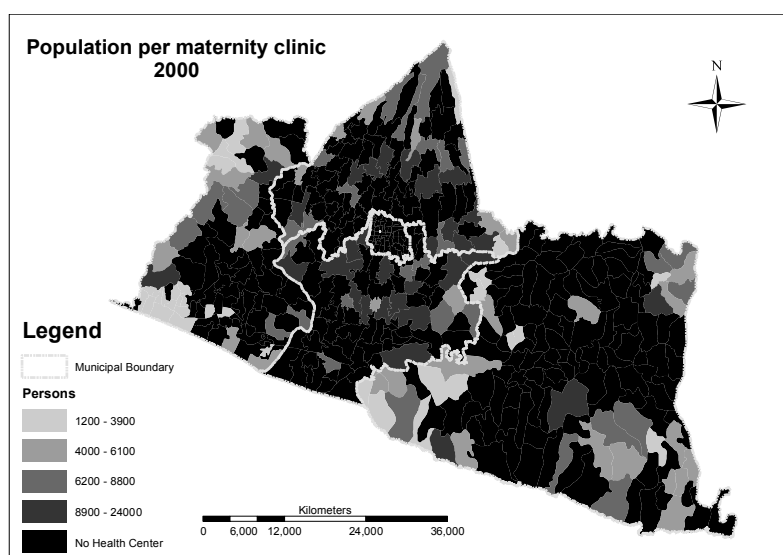 Population per maternity clinic
2000
N
Legend
Municipal Boundary
Persons
1200 - 3900
4000 - 6100
6200 - 8800
8900 - 24000
No Health Center
Kilometers
0 6,000 12,000 24,000 36,000